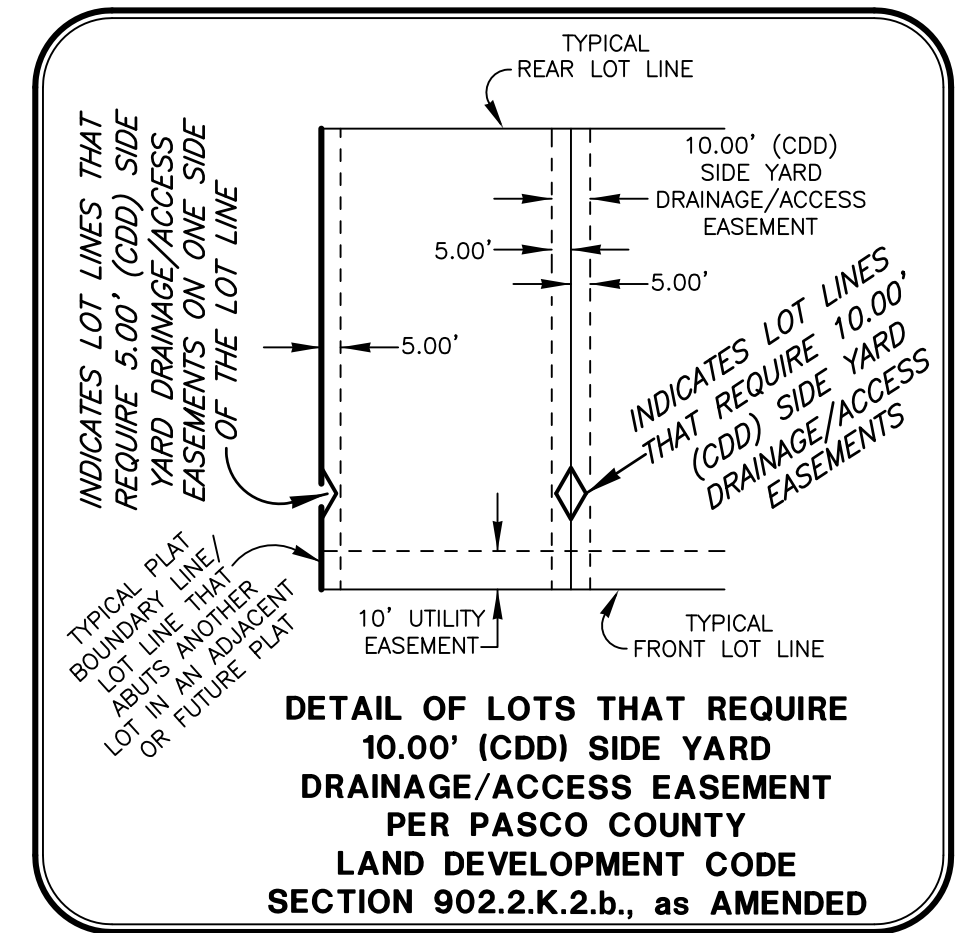 TYPICAL
REAR LOT LINE
INDICATES LOT LINES THAT
REQUIRE 5.00' (CDD) SIDE
YARD DRAINAGE/ACCESS
EASEMENTS ON ONE SIDE
OF THE LOT LINE
10.00' (CDD)
SIDE YARD
DRAINAGE/ACCESS
EASEMENT
5.00'
5.00'
5.00'
INDICATES LOT LINES
THAT REQUIRE 10.00'
(CDD) SIDE YARD
DRAINAGE/ACCESS
EASEMENTS
TYPICAL PLAT
BOUNDARY LINE/
LOT LINE THAT
ABUTS ANOTHER
LOT IN AN ADJACENT
OR FUTURE PLAT
10' UTILITY
EASEMENT
TYPICAL
FRONT LOT LINE
DETAIL OF LOTS THAT REQUIRE
10.00' (CDD) SIDE YARD
DRAINAGE/ACCESS EASEMENT
PER PASCO COUNTY
LAND DEVELOPMENT CODE
SECTION 902.2.K.2.b., as AMENDED